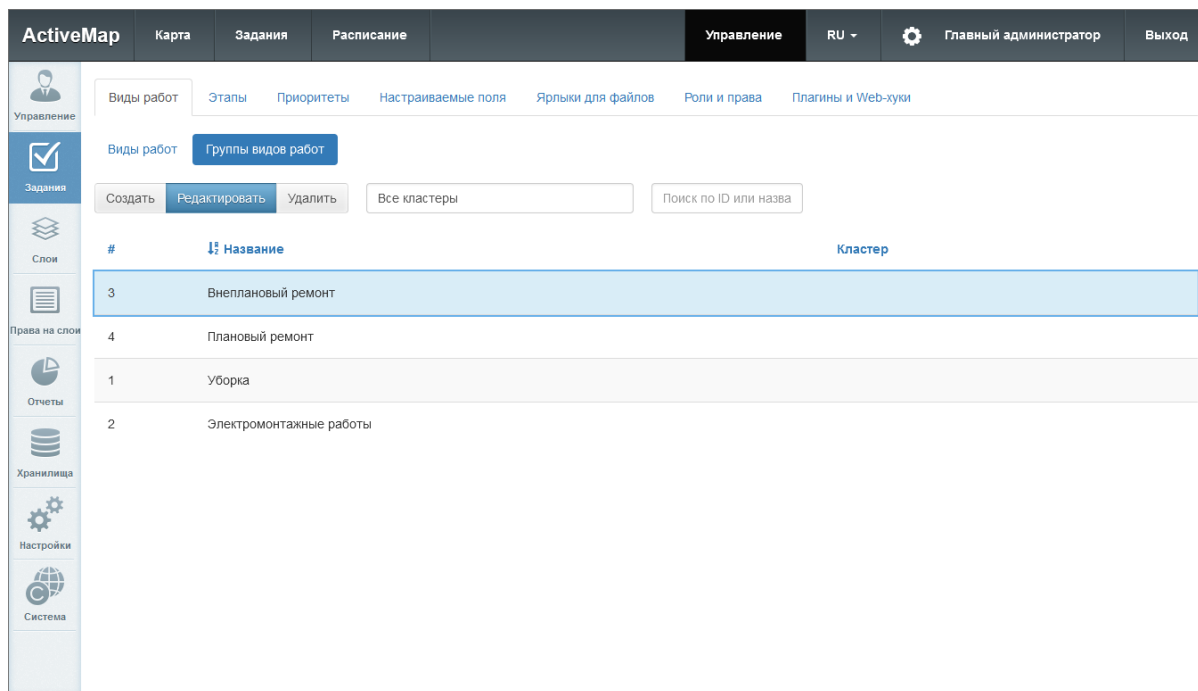 ActiveMap Карта Задания Расписание Управление RU Главный администратор Выход
Управление
Задания
Слои
Права на слои
Отчеты
Хранилища
Настройки
Система
Виды работ Этапы Приоритеты Настраиваемые поля Ярлыки для файлов Роли и права Плагины и Web-хуки
Виды работ Группы видов работ
Создать Редактировать Удалить Все кластеры Поиск по ID или назва
# Название Кластер
3 Внеплановый ремонт
4 Плановый ремонт
1 Уборка
2 Электромонтажные работы